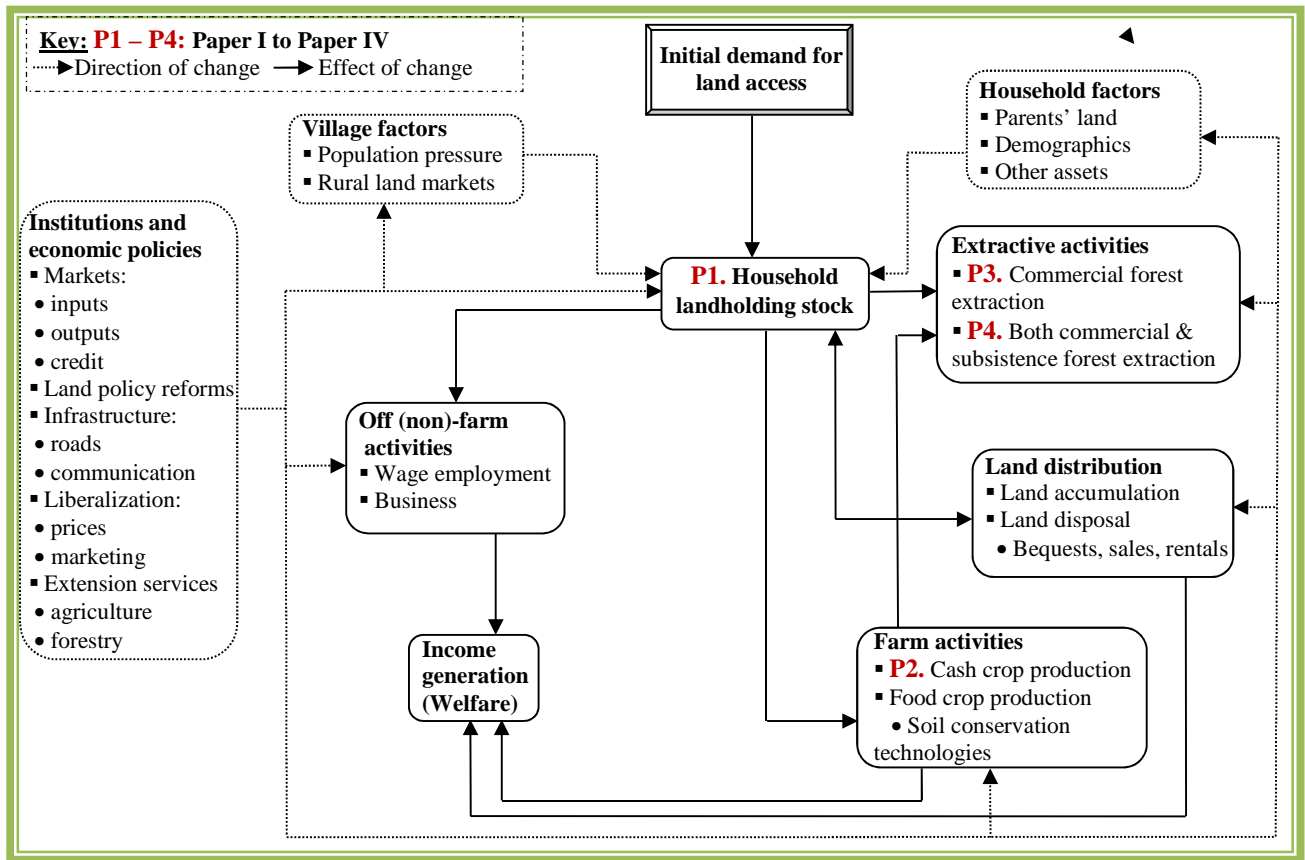 Key: P1 – P4: Paper I to Paper IV
Direction of change
Effect of change
Initial demand for
land access
Household factors
▪ Parents’ land
▪ Demographics
▪ Other assets
Village factors
▪ Population pressure
▪ Rural land markets
Institutions and
economic policies
▪ Markets:
• inputs
• outputs
• credit
▪ Land policy reforms
▪ Infrastructure:
• roads
• communication
▪ Liberalization:
• prices
• marketing
▪ Extension services
• agriculture
• forestry
P1. Household
landholding stock
Extractive activities
▪ P3. Commercial forest
extraction
▪ P4. Both commercial &
subsistence forest extraction
Off (non)-farm
activities
▪ Wage employment
▪ Business
Land distribution
▪ Land accumulation
▪ Land disposal
• Bequests, sales, rentals
Income
generation
(Welfare)
Farm activities
▪ P2. Cash crop production
▪ Food crop production
• Soil conservation
technologies